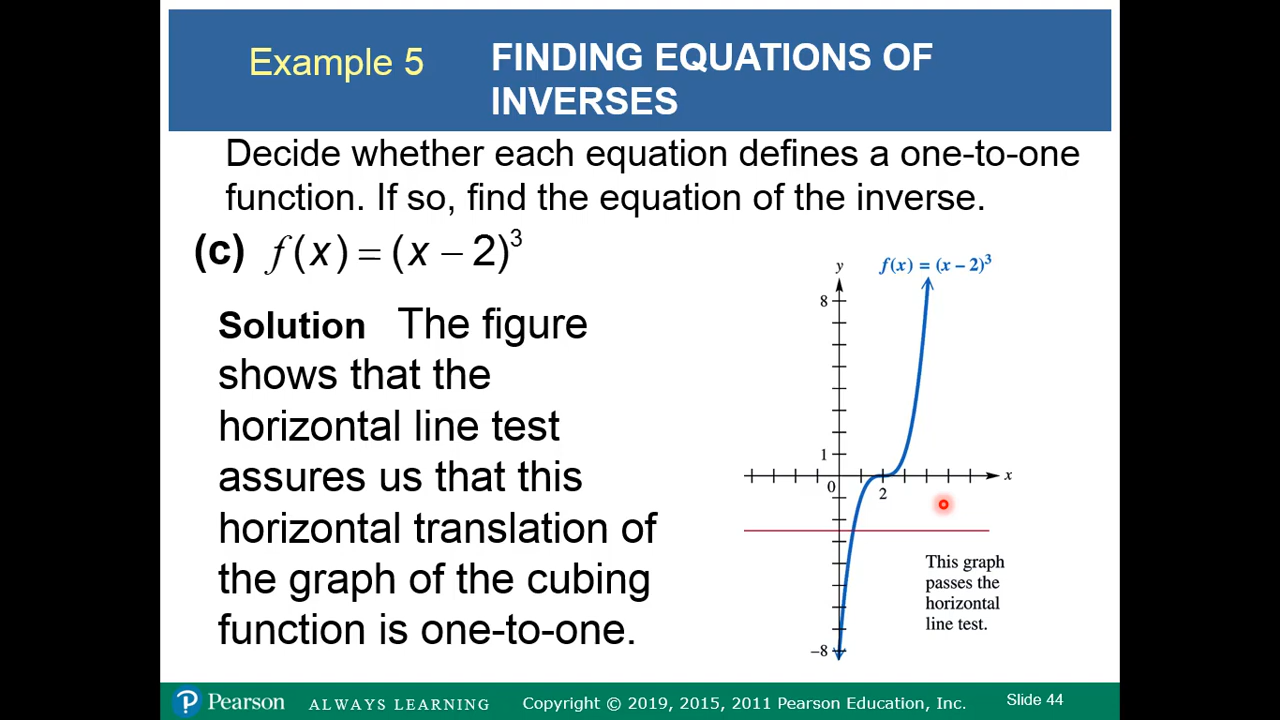 Example 5
FINDING EQUATIONS OF
INVERSES
Decide whether each equation defines a one-to-one
function. If so, find the equation of the inverse.
(c) f(x) = (x – 2)³
Solution The figure
shows that the
horizontal line test
assures us that this
horizontal translation of
the graph of the cubing
function is one-to-one.
y
f(x) = (x – 2)³
8
1
0
2
x
–8
This graph
passes the
horizontal
line test.
P Pearson ALWAYS LEARNING Copyright © 2019, 2015, 2011 Pearson Education, Inc. Slide 44